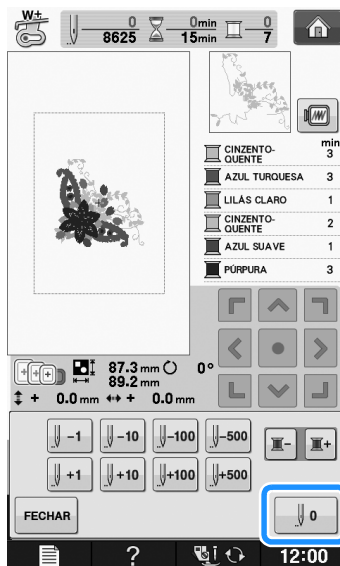 W+
0 0min 0
8625 15min 7
min
CINZENTO-
QUENTE 3
AZUL TURQUESA 3
LILÁS CLARO 1
CINZENTO-
QUENTE 2
AZUL SUAVE 1
PÚRPURA 3
87.3 mm 0°
89.2 mm
+ 0.0 mm + 0.0 mm
-1 -10 -100 -500 - +
+1 +10 +100 +500
FECHAR 0
? 12:00